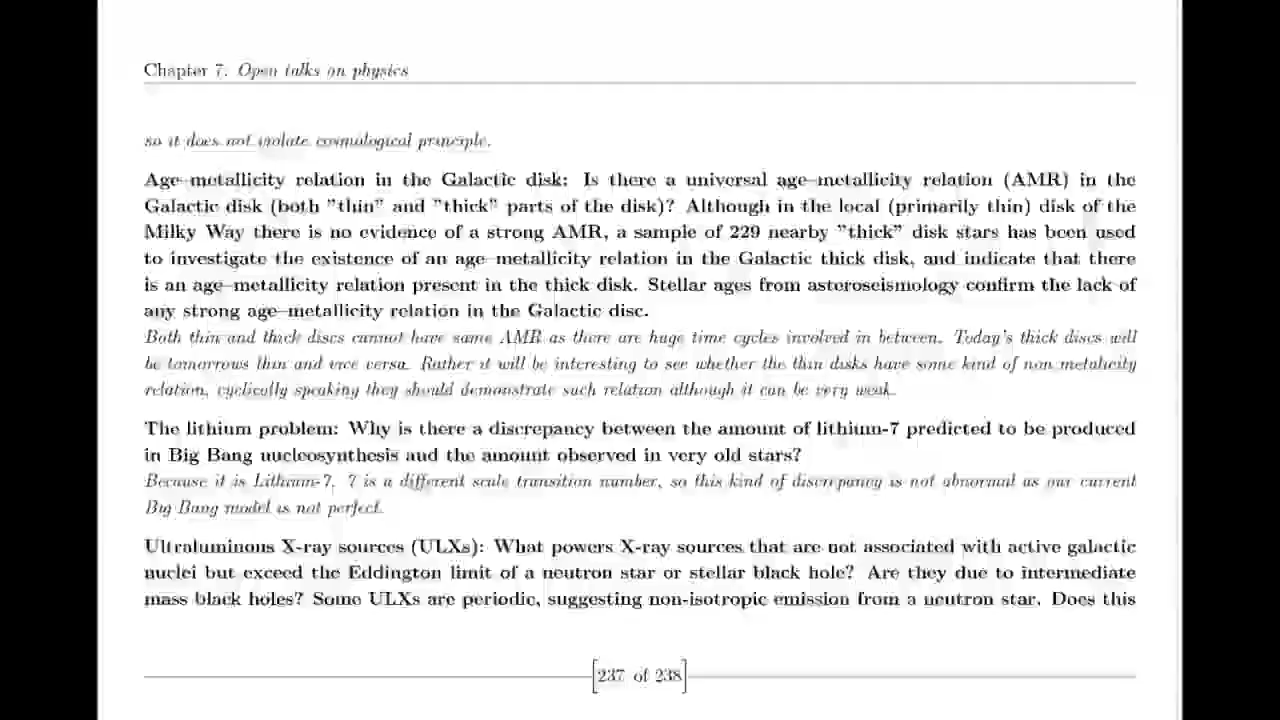 Chapter 7. Open talks on physics
so it does not violate cosmological principle.
Age–metallicity relation in the Galactic disk: Is there a universal age–metallicity relation (AMR) in the
Galactic disk (both ”thin” and ”thick” parts of the disk)? Although in the local (primarily thin) disk of the
Milky Way there is no evidence of a strong AMR, a sample of 229 nearby ”thick” disk stars has been used
to investigate the existence of an age–metallicity relation in the Galactic thick disk, and indicate that there
is an age–metallicity relation present in the thick disk. Stellar ages from asteroseismology confirm the lack of
any strong age–metallicity relation in the Galactic disc.
Both thin and thick discs cannot have same AMR as there are huge time cycles involved in between. Today's thick discs will
be tomorrows thin and vice versa. Rather it will be interesting to see whether the thin disks have some kind of non metalicity
relation, cyclically speaking they should demonstrate such relation although it can be very weak.
The lithium problem: Why is there a discrepancy between the amount of lithium-7 predicted to be produced
in Big Bang nucleosynthesis and the amount observed in very old stars?
Because it is Lithium-7, 7 is a different scale transition number, so this kind of discrepancy is not abnormal as our current
Big Bang model is not perfect.
Ultraluminous X-ray sources (ULXs): What powers X-ray sources that are not associated with active galactic
nuclei but exceed the Eddington limit of a neutron star or stellar black hole? Are they due to intermediate
mass black holes? Some ULXs are periodic, suggesting non-isotropic emission from a neutron star. Does this
[237 of 238]